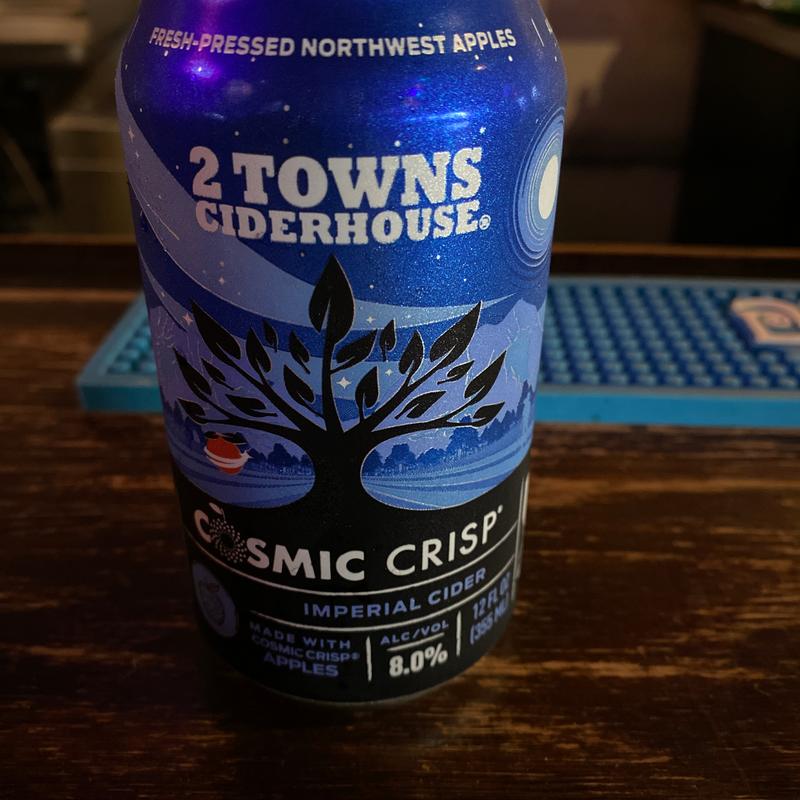 FRESH-PRESSED NORTHWEST APPLES
2 TOWNS
CIDERHOUSE®
COSMIC CRISP®
IMPERIAL CIDER
MADE WITH
COSMIC CRISP®
APPLES
ALC/VOL
8.0%
12 FL OZ
(355 ML)